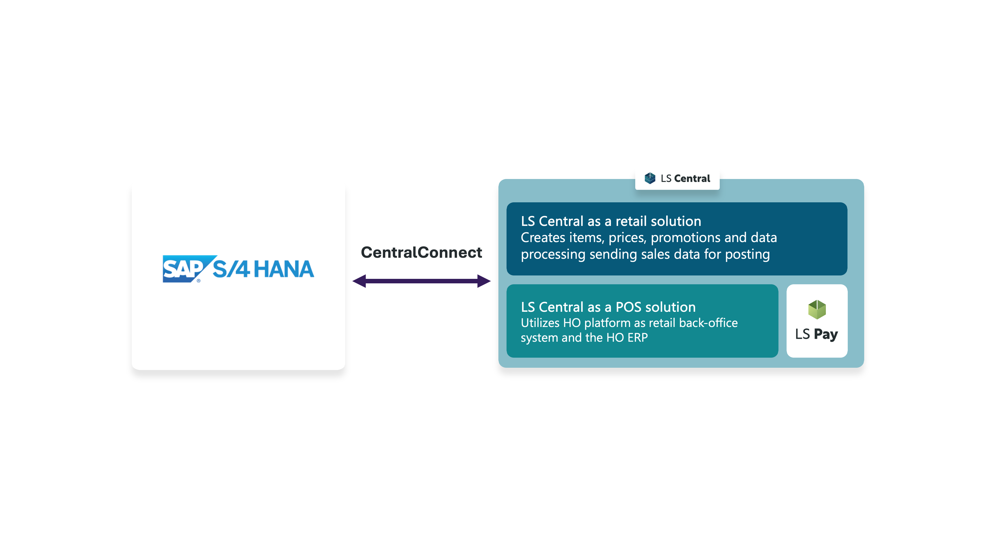 SAP® S/4 HANA
CentralConnect
LS Central
LS Central as a retail solution
Creates items, prices, promotions and data
processing sending sales data for posting
LS Central as a POS solution
Utilizes HO platform as retail back-office
system and the HO ERP
LS Pay